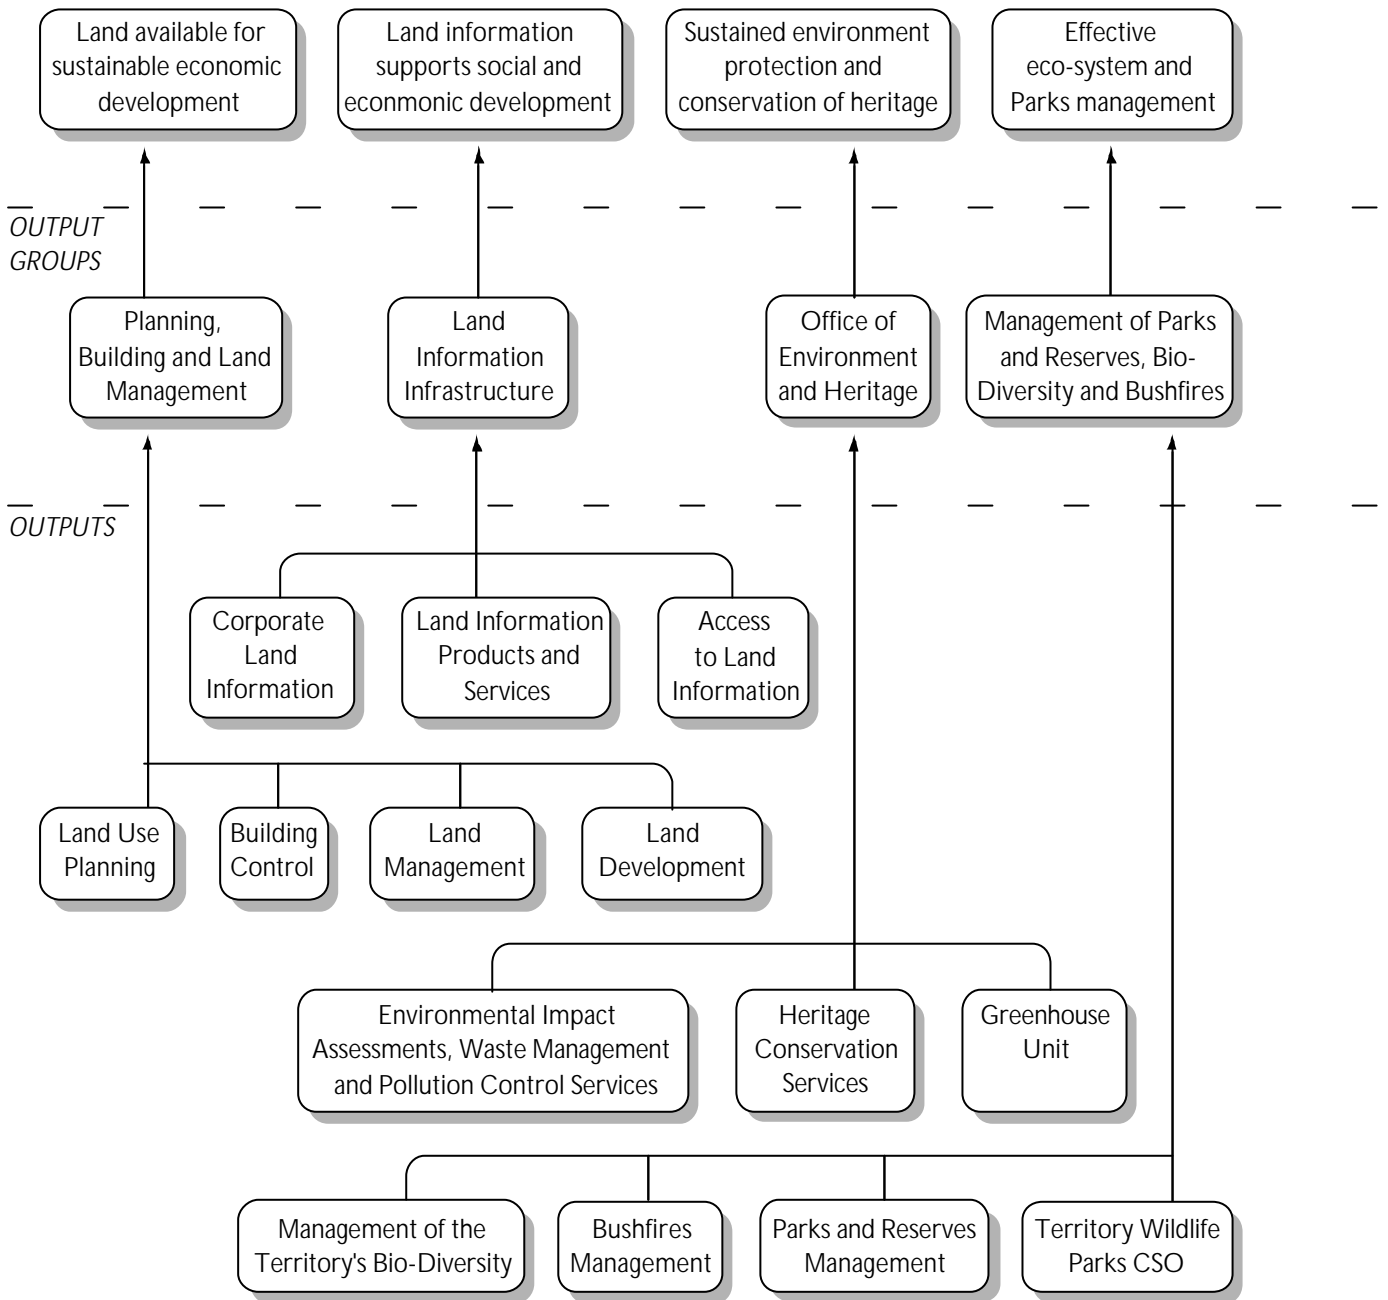 Land available for
sustainable economic
development
Land information
supports social and
econmonic development
Sustained environment
protection and
conservation of heritage
Effective
eco-system and
Parks management
OUTPUT
GROUPS
Planning,
Building and Land
Management
Land
Information
Infrastructure
Office of
Environment
and Heritage
Management of Parks
and Reserves, Bio-
Diversity and Bushfires
OUTPUTS
Corporate
Land
Information
Land Information
Products and
Services
Access
to Land
Information
Land Use
Planning
Building
Control
Land
Management
Land
Development
Environmental Impact
Assessments, Waste Management
and Pollution Control Services
Heritage
Conservation
Services
Greenhouse
Unit
Management of the
Territory's Bio-Diversity
Bushfires
Management
Parks and Reserves
Management
Territory Wildlife
Parks CSO